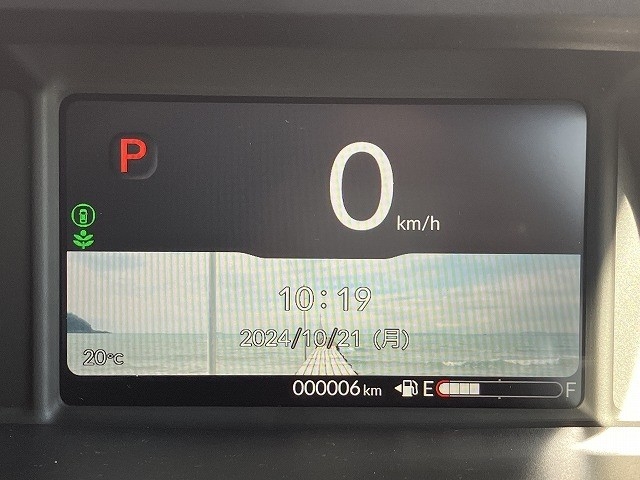 P
0 km/h
10:19
2024/10/21 (月)
20°C
000006 km E F